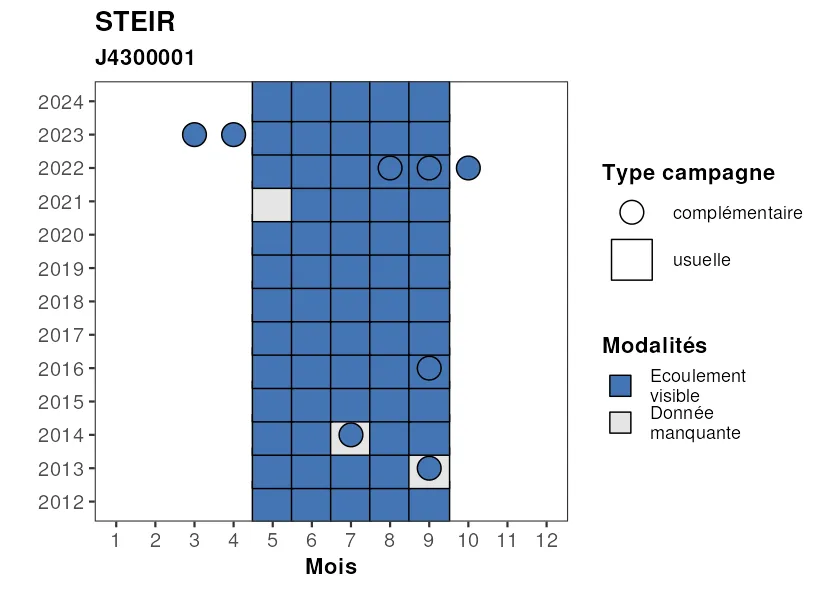 STEIR
J4300001
2024
2023
2022
2021
2020
2019
2018
2017
2016
2015
2014
2013
2012
1 2 3 4 5 6 7 8 9 10 11 12
Mois
Type campagne
complémentaire
usuelle
Modalités
Ecoulement
visible
Donnée
manquante